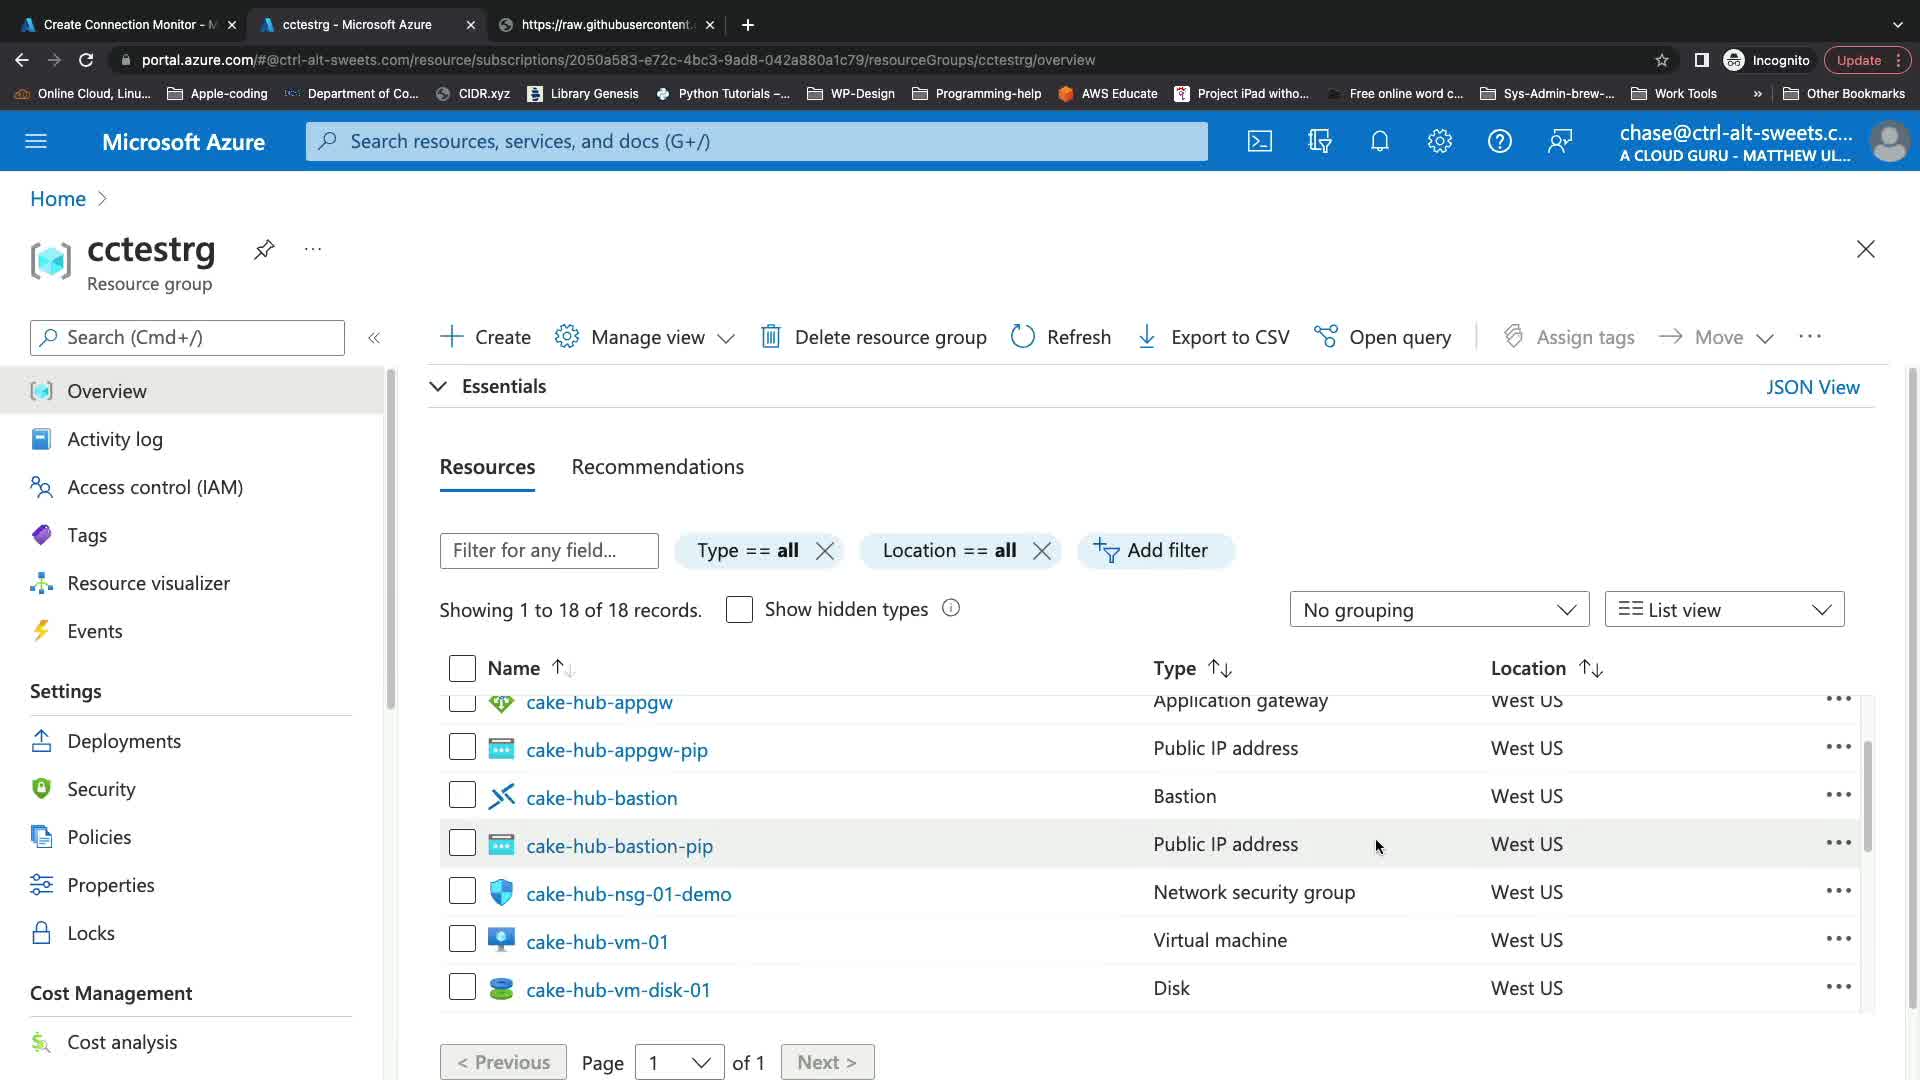 Create Connection Monitor - M
cctestrg - Microsoft Azure
https://raw.githubusercontent.
portal.azure.com/#@ctrl-alt-sweets.com/resource/subscriptions/2050a583-e72c-4bc3-9ad8-042a880a1c79/resourceGroups/cctestrg/overview
Incognito
Update
Online Cloud, Linu...
Apple-coding
Department of Co...
CIDR.xyz
Library Genesis
Python Tutorials –...
WP-Design
Programming-help
AWS Educate
Project iPad witho...
Free online word c...
Sys-Admin-brew-...
Work Tools
»
Other Bookmarks
Microsoft Azure
Search resources, services, and docs (G+/)
chase@ctrl-alt-sweets.c...
A CLOUD GURU - MATTHEW UL...
Home
cctestrg
Resource group
Search (Cmd+/)
«
Create
Manage view
Delete resource group
Refresh
Export to CSV
Open query
Assign tags
Move
Overview
Activity log
Access control (IAM)
Tags
Resource visualizer
Events
Settings
Deployments
Security
Policies
Properties
Locks
Cost Management
Cost analysis
Essentials
JSON View
Resources
Recommendations
Filter for any field...
Type == all
Location == all
Add filter
Showing 1 to 18 of 18 records.
Show hidden types
No grouping
List view
Name
Type
Location
cake-hub-appgw
Application gateway
West US
cake-hub-appgw-pip
Public IP address
West US
cake-hub-bastion
Bastion
West US
cake-hub-bastion-pip
Public IP address
West US
cake-hub-nsg-01-demo
Network security group
West US
cake-hub-vm-01
Virtual machine
West US
cake-hub-vm-disk-01
Disk
West US
< Previous
Page
1
of 1
Next >